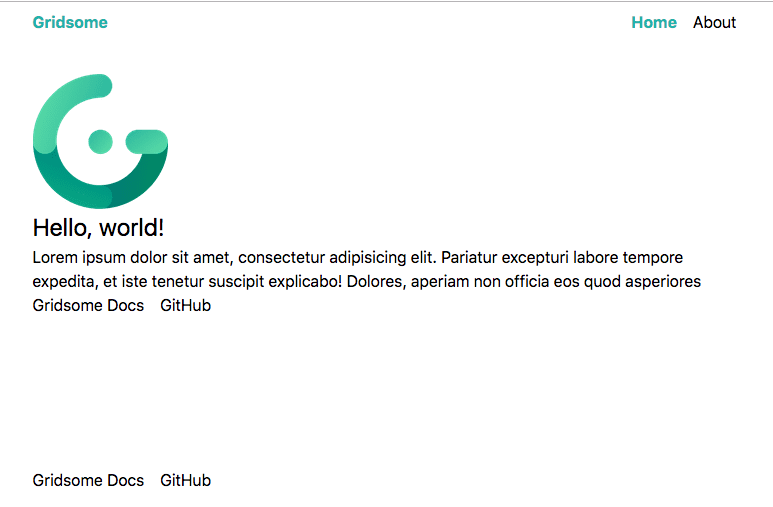 Gridsome Home About
Hello, world!
Lorem ipsum dolor sit amet, consectetur adipisicing elit. Pariatur excepturi labore tempore
expedita, et iste tenetur suscipit explicabo! Dolores, aperiam non officia eos quod asperiores
Gridsome Docs GitHub
Gridsome Docs GitHub